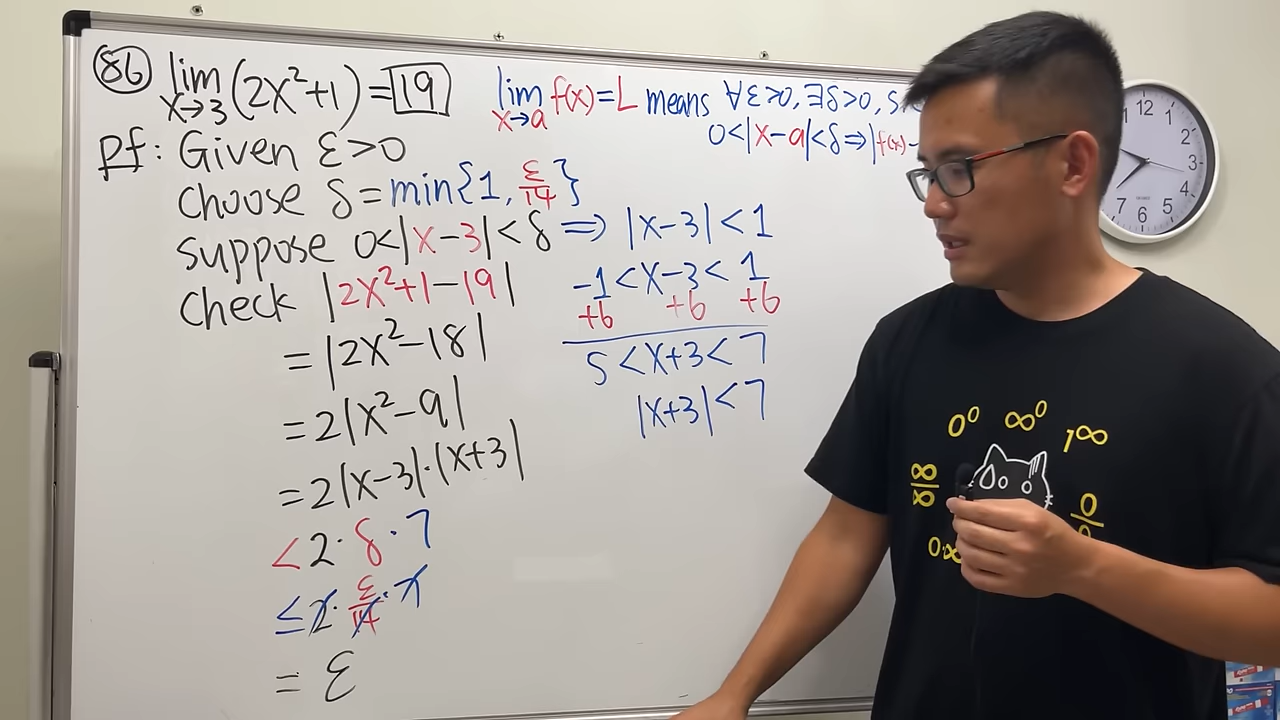 86 lim x→3 (2x²+1) = 19
lim x→a f(x)=L means ∀ε>0, ∃δ>0, s
0<|x-a|<δ⇒|f(x)-
pf: Given ε>0
choose δ=min{1, ε/14}
suppose 0<|x-3|<δ ⇒ |x-3|<1
check |2x²+1-19|
=|2x²-18|
=2|x²-9|
=2|x-3|·|x+3|
<2·δ·7
≤2·ε/14·7
=ε
-1<x-3<1
+6 +6 +6
5<x+3<7
|x+3|<7
12
1
2
3
4
5
6
7
0⁰ ∞⁰ 1^∞
∞/∞
0
0·∞